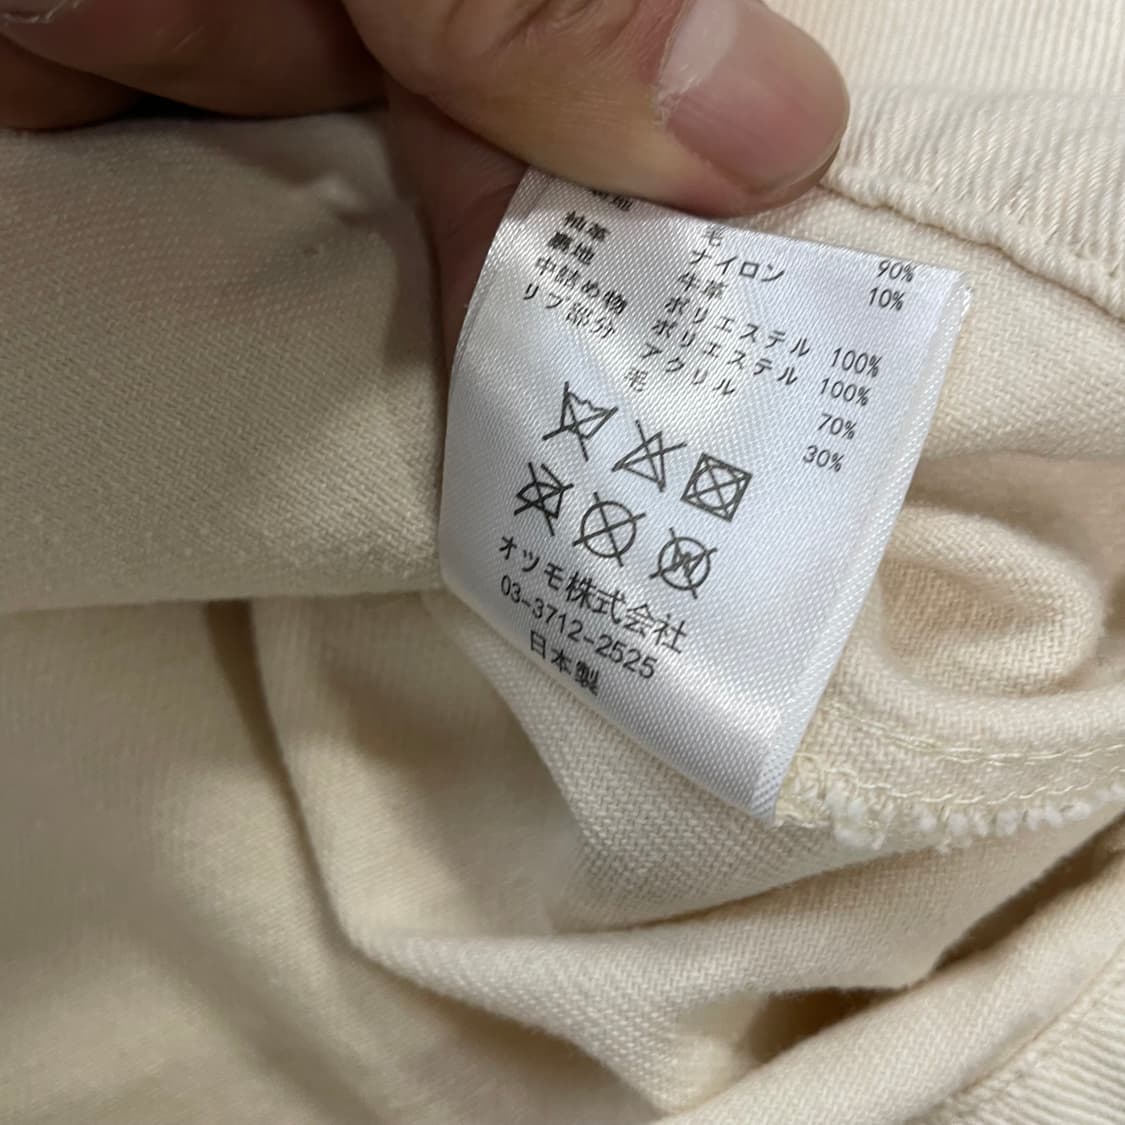 毛 90%
ナイロン 10%
袖革 牛革
裏地 ポリエステル 100%
中詰め物 ポリエステル 100%
リブ部分 アクリル 70%
毛 30%
オツモ株式会社
03-3712-2525
日本製